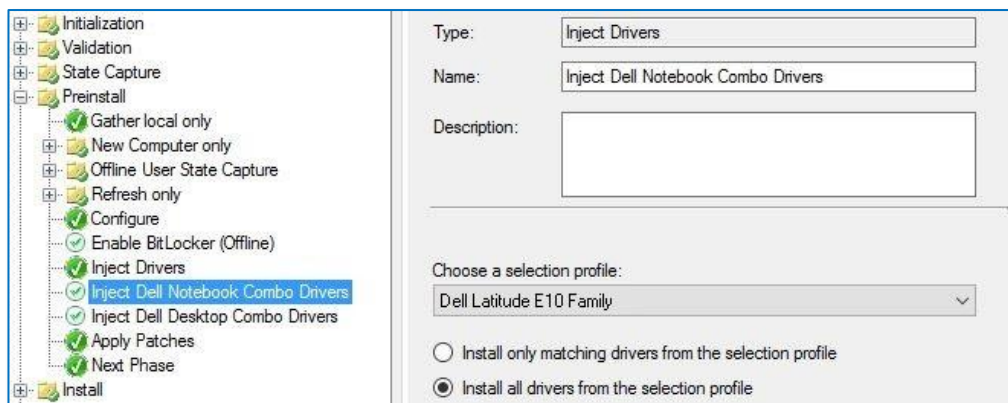 Initialization
Validation
State Capture
Preinstall
Gather local only
New Computer only
Offline User State Capture
Refresh only
Configure
Enable BitLocker (Offline)
Inject Drivers
Inject Dell Notebook Combo Drivers
Inject Dell Desktop Combo Drivers
Apply Patches
Next Phase
Install
Type: Inject Drivers
Name: Inject Dell Notebook Combo Drivers
Description:
Choose a selection profile:
Dell Latitude E10 Family
Install only matching drivers from the selection profile
Install all drivers from the selection profile